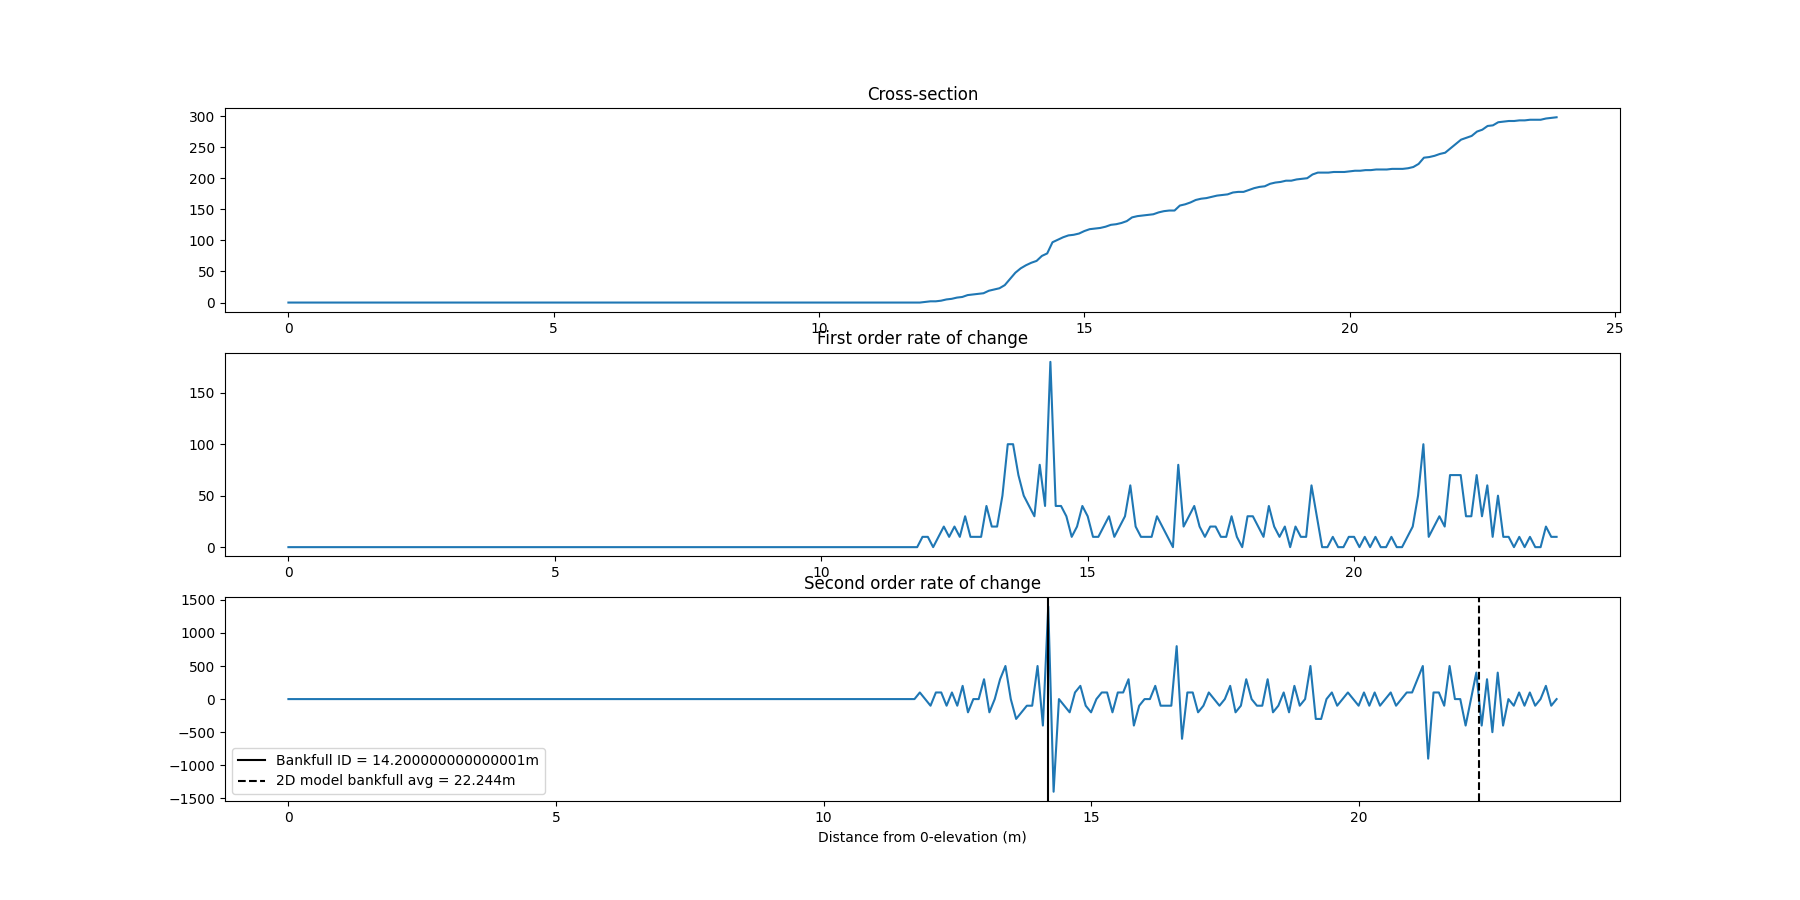 Cross-section
300
250
200
150
100
50
0
0 5 10 15 20 25
First order rate of change
150
100
50
0
0 5 10 15 20
Second order rate of change
1500
1000
500
0
−500
−1000
−1500
Bankfull ID = 14.200000000000001m
2D model bankfull avg = 22.244m
0 5 10 15 20
Distance from 0-elevation (m)